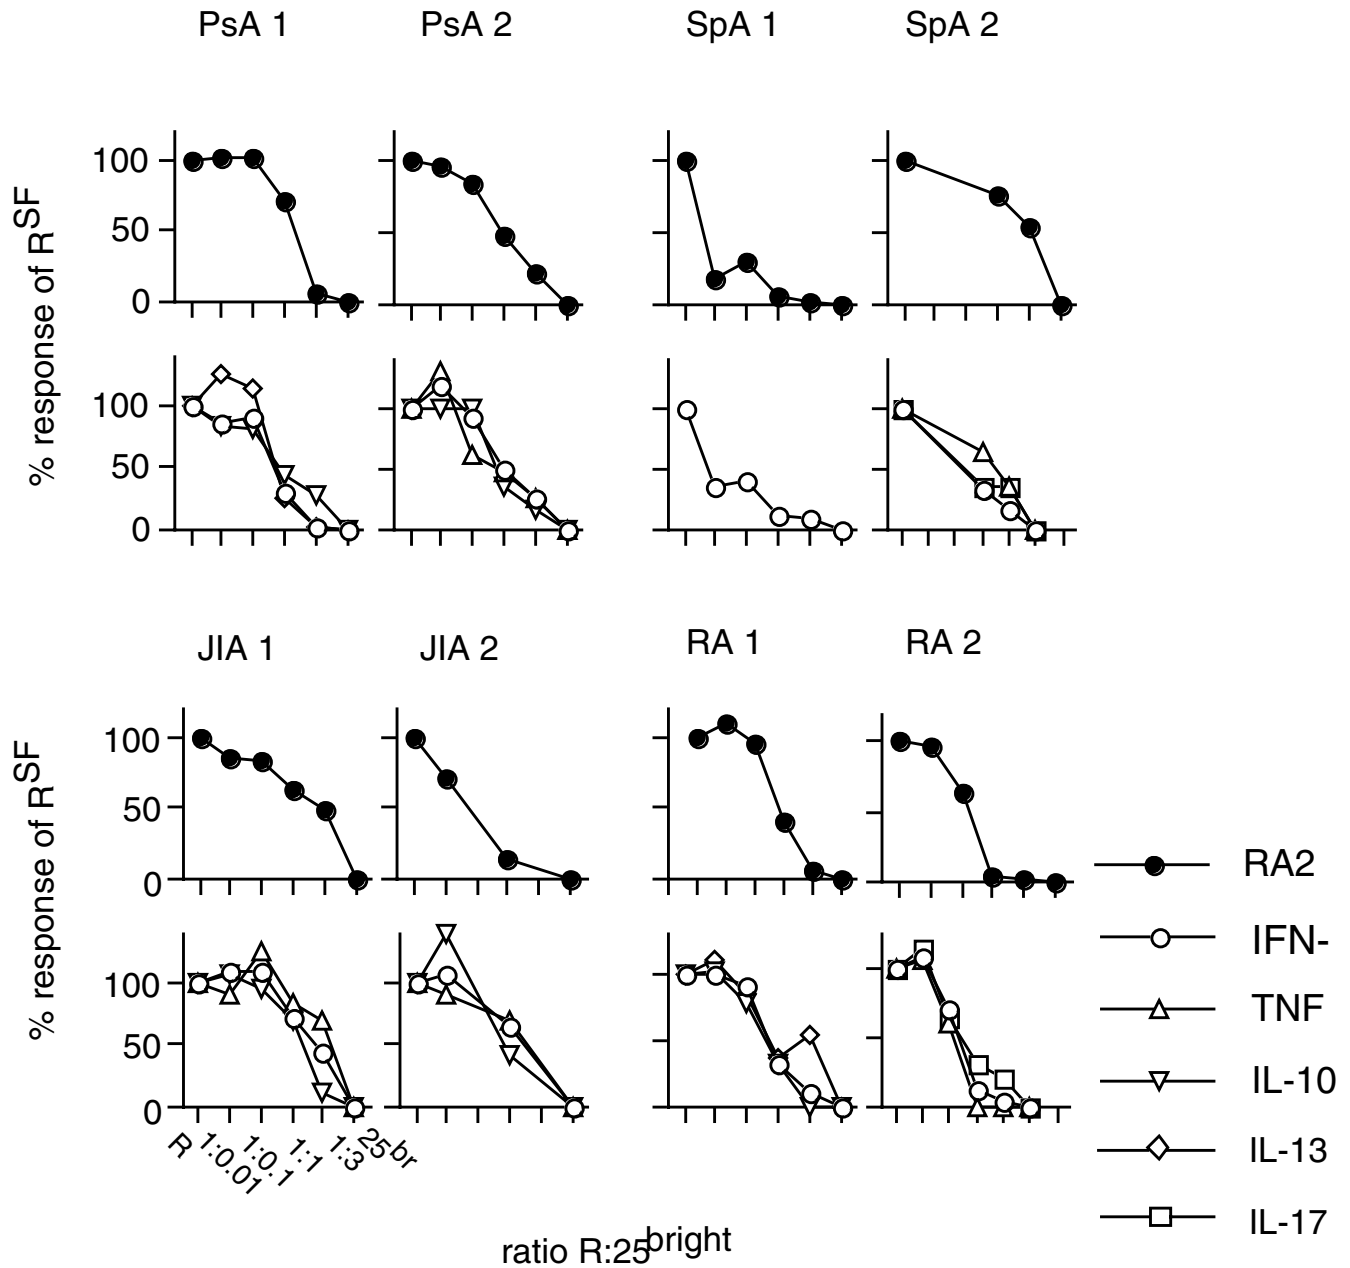 PsA 1 PsA 2 SpA 1 SpA 2
% response of R^SF
100
50
0
100
50
0
JIA 1 JIA 2 RA 1 RA 2
% response of R^SF
100
50
0
100
50
0
R 1:0.01 1:0.1 1:1 1:3 25 br
ratio R:25^bright
RA2
IFN-
TNF
IL-10
IL-13
IL-17